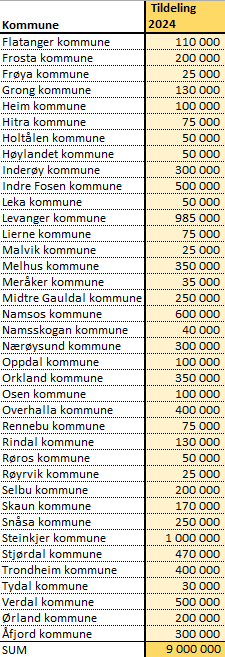 Tildeling
Kommune 2024
Flatanger kommune 110 000
Frosta kommune 200 000
Frøya kommune 25 000
Grong kommune 130 000
Heim kommune 100 000
Hitra kommune 75 000
Holtålen kommune 50 000
Høylandet kommune 50 000
Inderøy kommune 300 000
Indre Fosen kommune 500 000
Leka kommune 50 000
Levanger kommune 985 000
Lierne kommune 75 000
Malvik kommune 25 000
Melhus kommune 350 000
Meråker kommune 35 000
Midtre Gauldal kommune 250 000
Namsos kommune 600 000
Namsskogan kommune 40 000
Nærøysund kommune 300 000
Oppdal kommune 100 000
Orkland kommune 350 000
Osen kommune 100 000
Overhalla kommune 400 000
Rennebu kommune 75 000
Rindal kommune 130 000
Røros kommune 50 000
Røyrvik kommune 25 000
Selbu kommune 200 000
Skaun kommune 170 000
Snåsa kommune 250 000
Steinkjer kommune 1 000 000
Stjørdal kommune 470 000
Trondheim kommune 400 000
Tydal kommune 30 000
Verdal kommune 500 000
Ørland kommune 200 000
Åfjord kommune 300 000
SUM 9 000 000